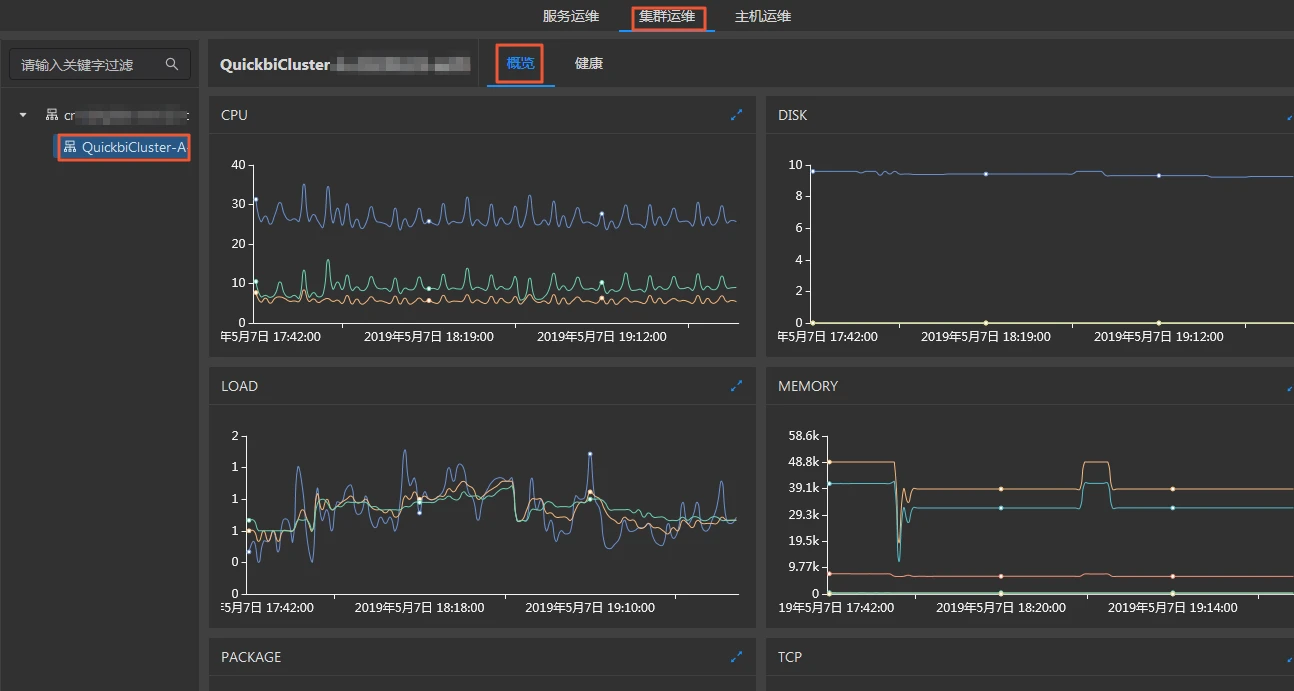 服务运维 集群运维 主机运维
请输入关键字过滤
QuickbiCluster
概览 健康
cr
QuickbiCluster-A
CPU
40
30
20
10
0
年5月7日 17:42:00 2019年5月7日 18:19:00 2019年5月7日 19:12:00
DISK
10
8
6
4
2
0
年5月7日 17:42:00 2019年5月7日 18:19:00 2019年5月7日 19:12:00
LOAD
2
1
1
1
0
0
5月7日 17:42:00 2019年5月7日 18:18:00 2019年5月7日 19:10:00
MEMORY
58.6k
48.8k
39.1k
29.3k
19.5k
9.77k
0
19年5月7日 17:42:00 2019年5月7日 18:20:00 2019年5月7日 19:14:00
PACKAGE
TCP